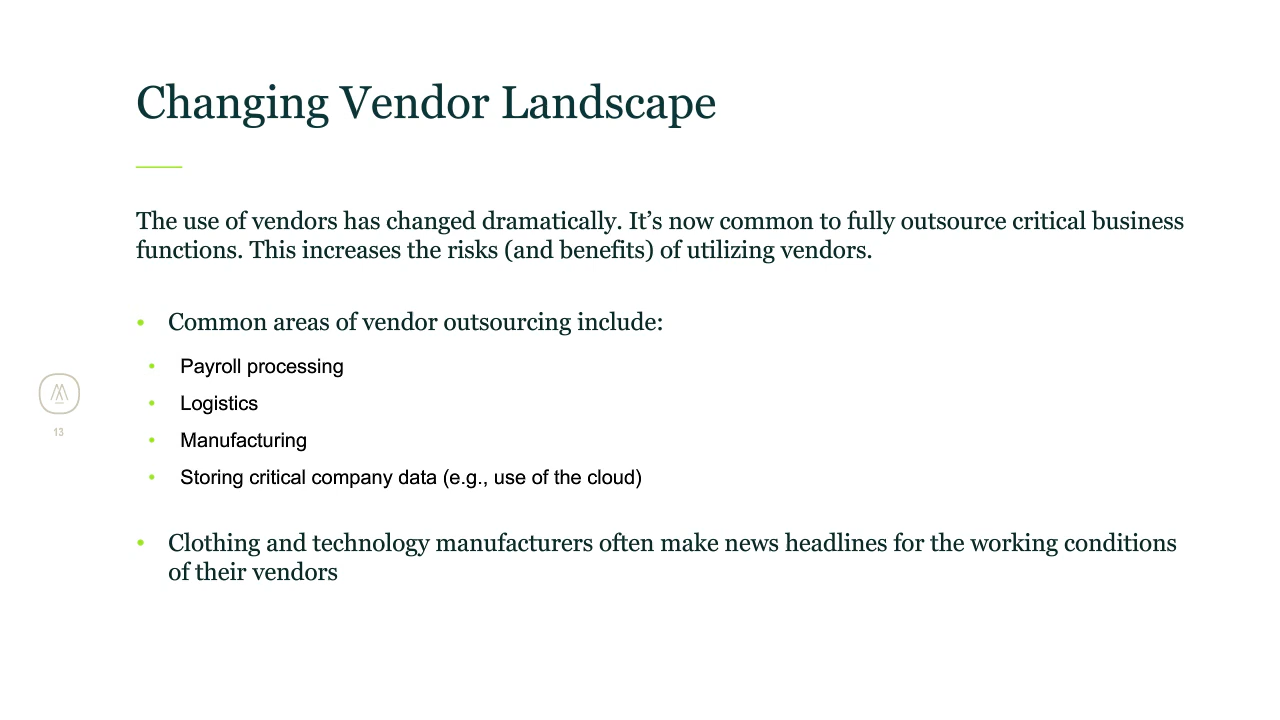 Changing Vendor Landscape
The use of vendors has changed dramatically. It’s now common to fully outsource critical business
functions. This increases the risks (and benefits) of utilizing vendors.
• Common areas of vendor outsourcing include:
• Payroll processing
• Logistics
• Manufacturing
• Storing critical company data (e.g., use of the cloud)
13
• Clothing and technology manufacturers often make news headlines for the working conditions
of their vendors